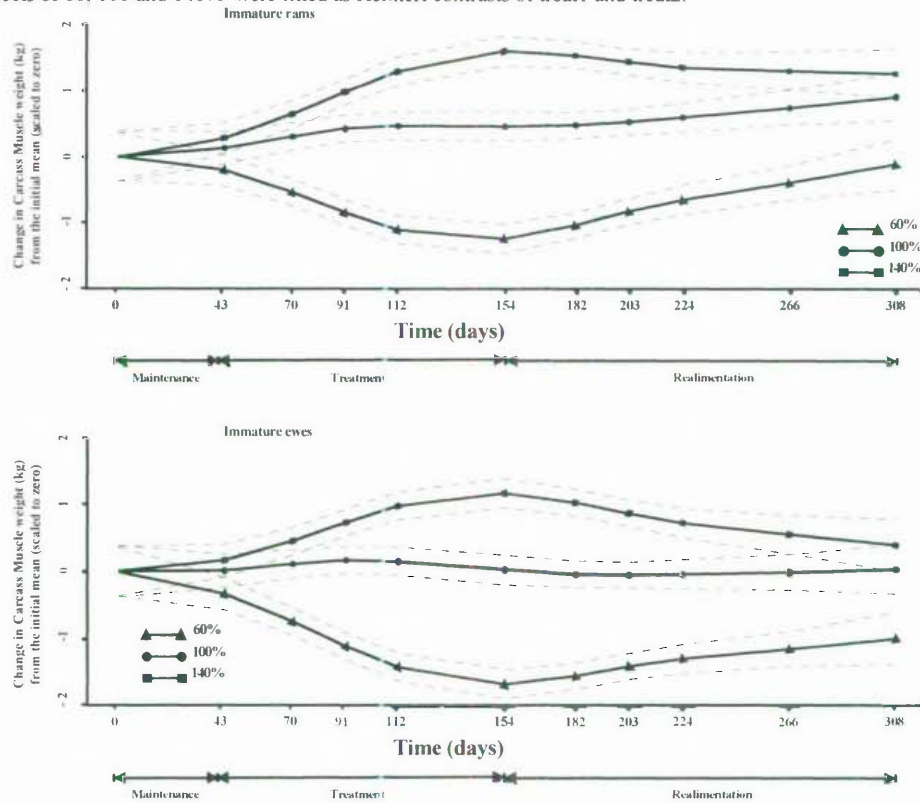 Immature rams
Change in Carcass Muscle weight (kg)
from the initial mean (scaled to zero)
2
1
0
-1
-2
60%
100%
140%
0 43 70 91 112 154 182 203 224 266 308
Time (days)
Maintenance Treatment Realimentation
Immature ewes
Change in Carcass Muscle weight (kg)
from the initial mean (scaled to zero)
2
1
0
-1
-2
60%
100%
140%
0 43 70 91 112 154 182 203 224 266 308
Time (days)
Maintenance Treatment Realimentation